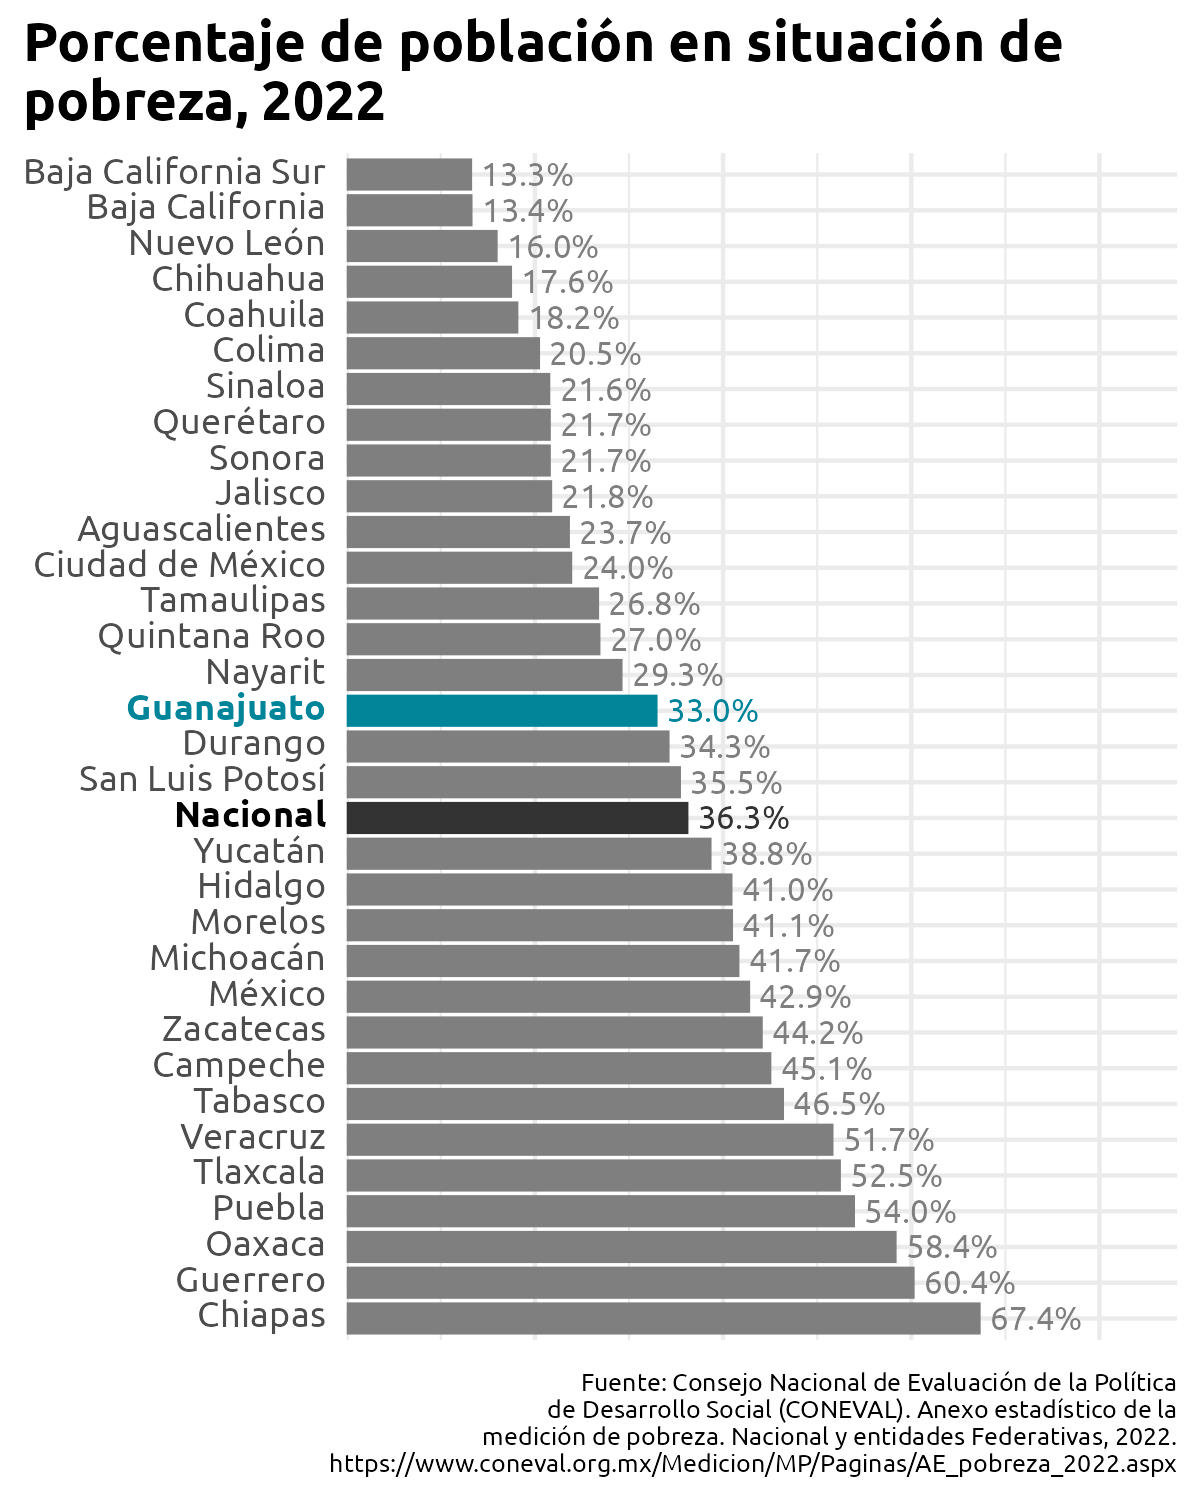 Porcentaje de población en situación de
pobreza, 2022
Baja California Sur 13.3%
Baja California 13.4%
Nuevo León 16.0%
Chihuahua 17.6%
Coahuila 18.2%
Colima 20.5%
Sinaloa 21.6%
Querétaro 21.7%
Sonora 21.7%
Jalisco 21.8%
Aguascalientes 23.7%
Ciudad de México 24.0%
Tamaulipas 26.8%
Quintana Roo 27.0%
Nayarit 29.3%
Guanajuato 33.0%
Durango 34.3%
San Luis Potosí 35.5%
Nacional 36.3%
Yucatán 38.8%
Hidalgo 41.0%
Morelos 41.1%
Michoacán 41.7%
México 42.9%
Zacatecas 44.2%
Campeche 45.1%
Tabasco 46.5%
Veracruz 51.7%
Tlaxcala 52.5%
Puebla 54.0%
Oaxaca 58.4%
Guerrero 60.4%
Chiapas 67.4%
Fuente: Consejo Nacional de Evaluación de la Política
de Desarrollo Social (CONEVAL). Anexo estadístico de la
medición de pobreza. Nacional y entidades Federativas, 2022.
https://www.coneval.org.mx/Medicion/MP/Paginas/AE_pobreza_2022.aspx